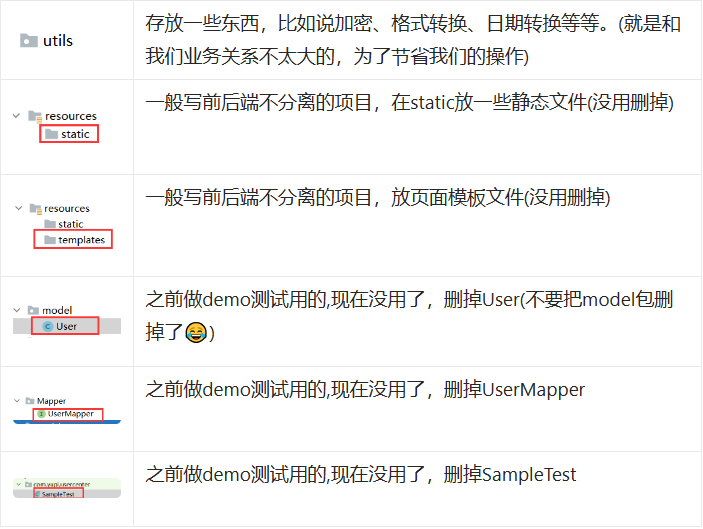 utils
存放一些东西，比如说加密、格式转换、日期转换等等。(就是和
我们业务关系不太大的，为了节省我们的操作)
resources
static
一般写前后端不分离的项目，在static放一些静态文件(没用删掉)
resources
static
templates
一般写前后端不分离的项目，放页面模板文件(没用删掉)
model
User
之前做demo测试用的,现在没用了，删掉User(不要把model包删
掉了😂)
Mapper
UserMapper
之前做demo测试用的,现在没用了，删掉UserMapper
com.yupi.usercenter
SampleTest
之前做demo测试用的,现在没用了，删掉SampleTest